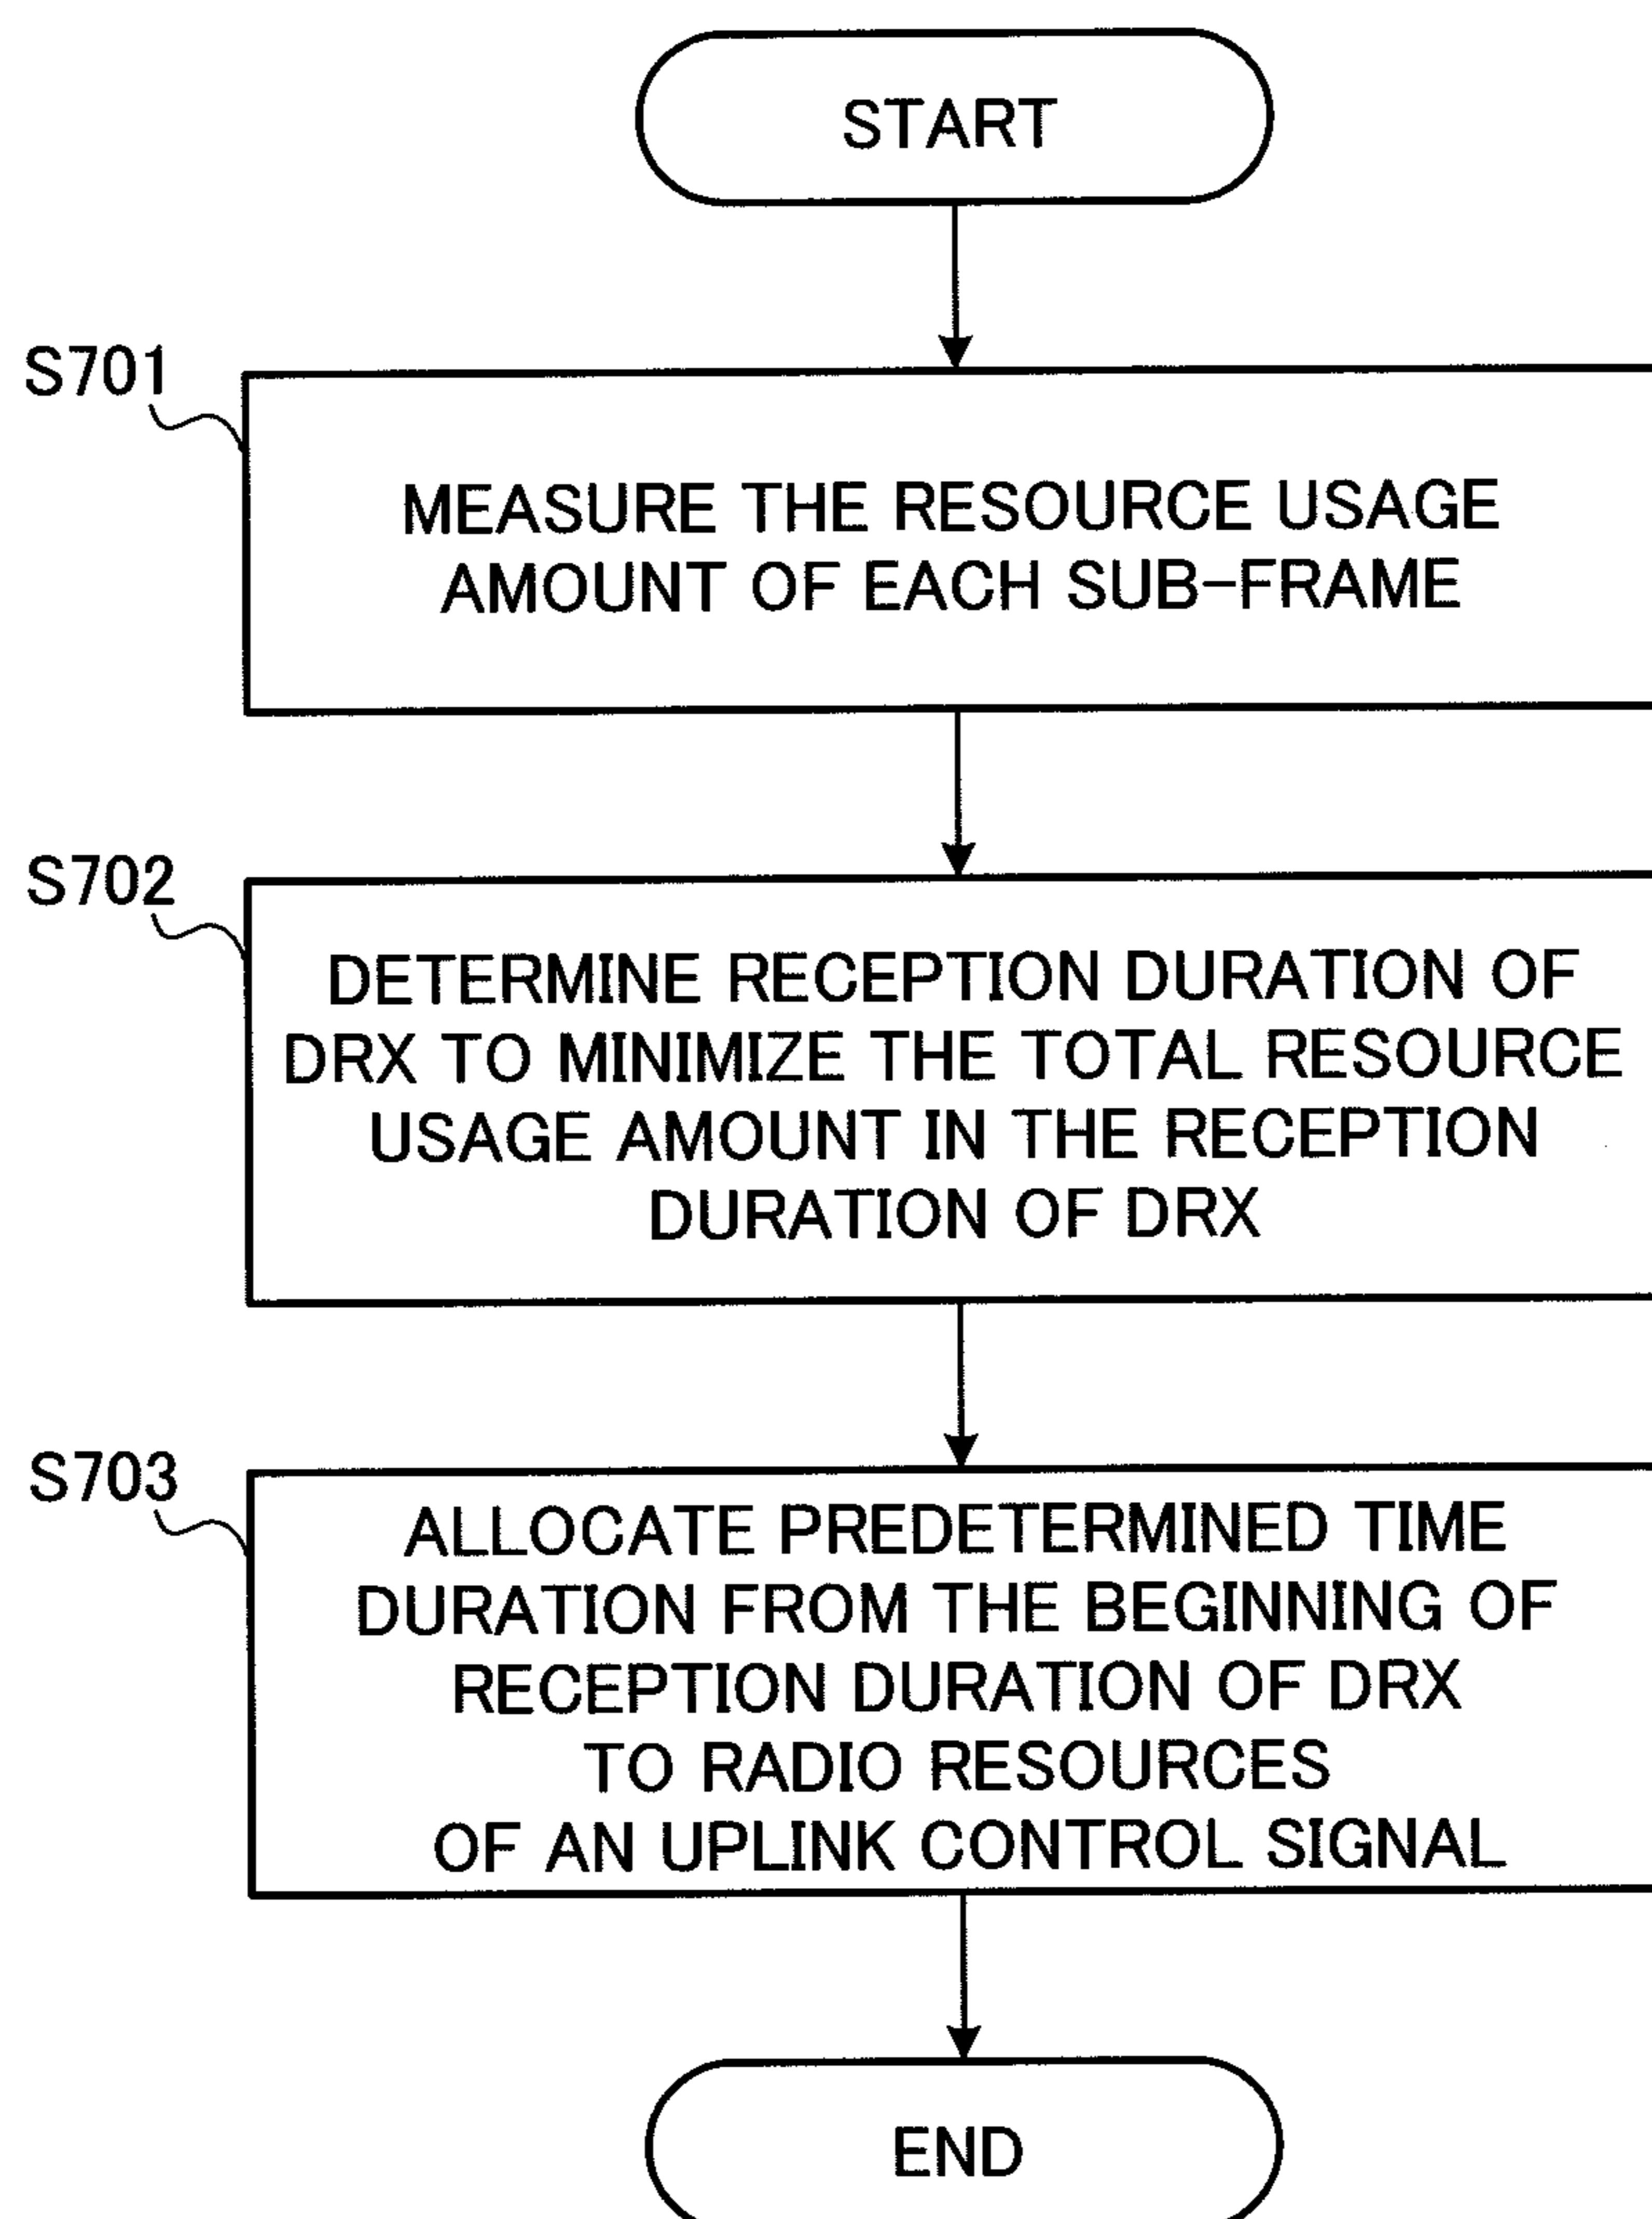 START
S701
MEASURE THE RESOURCE USAGE
AMOUNT OF EACH SUB-FRAME
S702
DETERMINE RECEPTION DURATION OF
DRX TO MINIMIZE THE TOTAL RESOURCE
USAGE AMOUNT IN THE RECEPTION
DURATION OF DRX
S703
ALLOCATE PREDETERMINED TIME
DURATION FROM THE BEGINNING OF
RECEPTION DURATION OF DRX
TO RADIO RESOURCES
OF AN UPLINK CONTROL SIGNAL
END